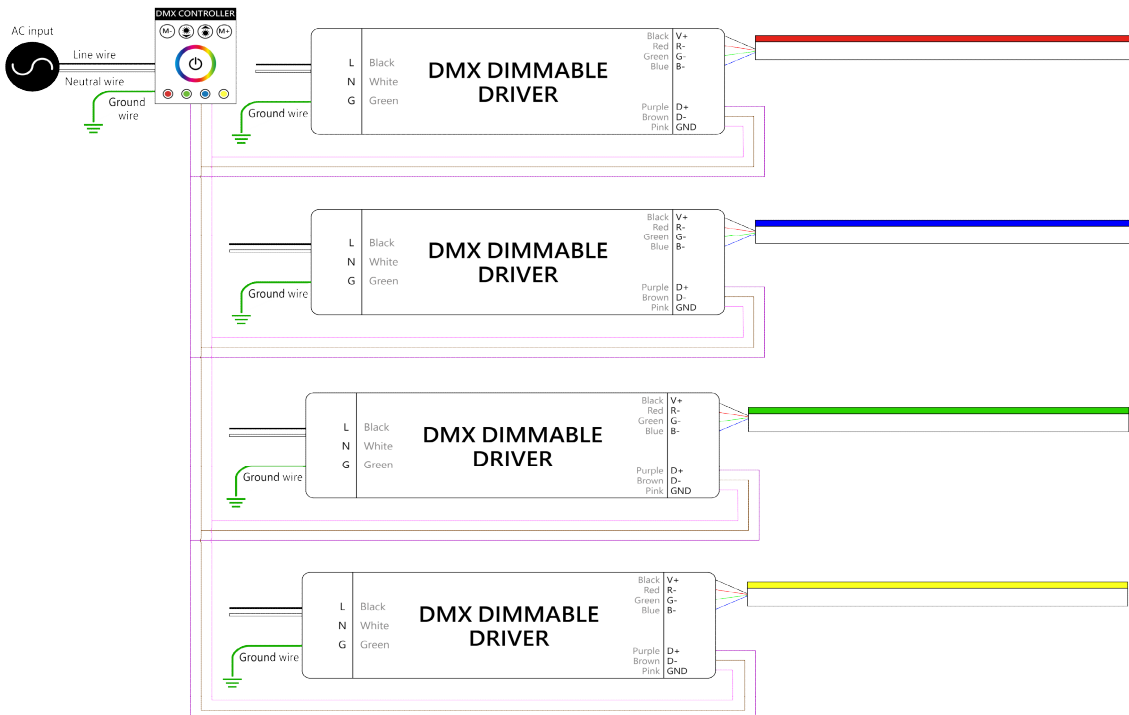 DMX CONTROLLER
M-
M+
AC input
Line wire
Neutral wire
Ground
wire
L Black
N White
G Green
Ground wire
DMX DIMMABLE
DRIVER
Black V+
Red R-
Green G-
Blue B-
Purple D+
Brown D-
Pink GND
L Black
N White
G Green
Ground wire
DMX DIMMABLE
DRIVER
Black V+
Red R-
Green G-
Blue B-
Purple D+
Brown D-
Pink GND
L Black
N White
G Green
Ground wire
DMX DIMMABLE
DRIVER
Black V+
Red R-
Green G-
Blue B-
Purple D+
Brown D-
Pink GND
L Black
N White
G Green
Ground wire
DMX DIMMABLE
DRIVER
Black V+
Red R-
Green G-
Blue B-
Purple D+
Brown D-
Pink GND